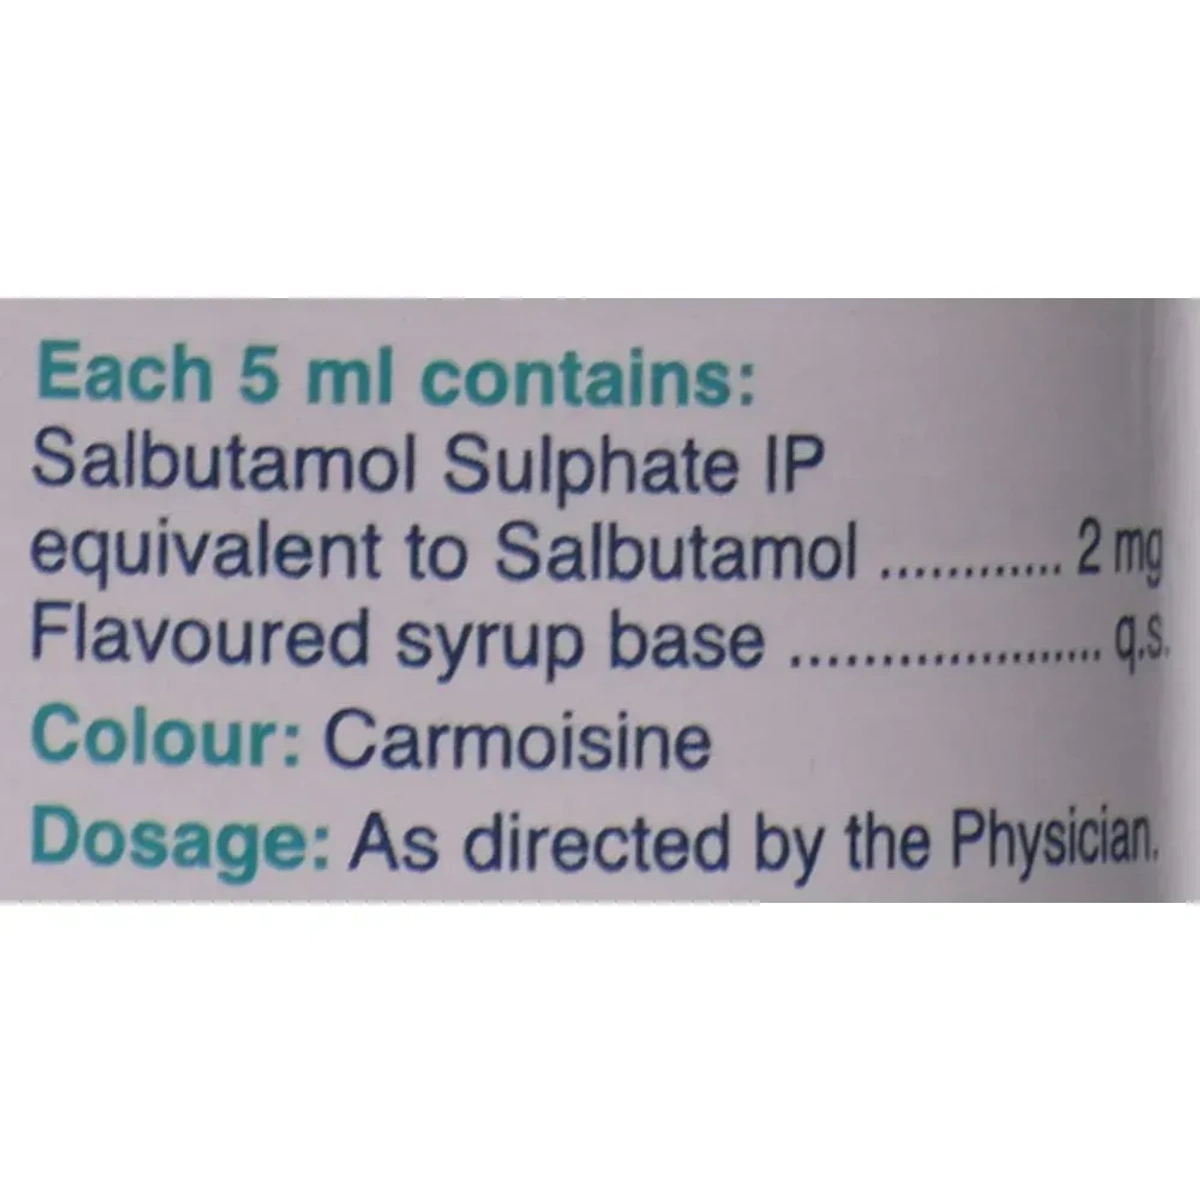 Each 5 ml contains:
Salbutamol Sulphate IP
equivalent to Salbutamol ............ 2 mg
Flavoured syrup base ..................... q.s.
Colour: Carmoisine
Dosage: As directed by the Physician.